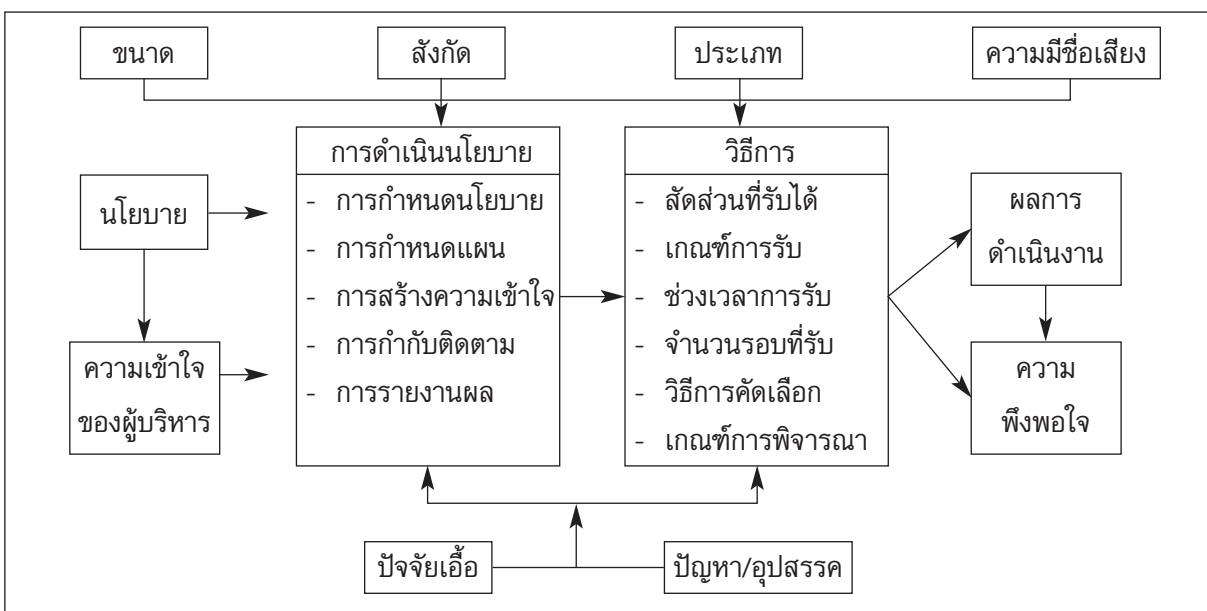 ขนาด
สังกัด
ประเภท
ความมีชื่อเสียง
นโยบาย
ความเข้าใจ
ของผู้บริหาร
การดำเนินนโยบาย
- การกำหนดนโยบาย
- การกำหนดแผน
- การสร้างความเข้าใจ
- การกำกับติดตาม
- การรายงานผล
วิธีการ
- สัดส่วนที่รับได้
- เกณฑ์การรับ
- ช่วงเวลาการรับ
- จำนวนรอบที่รับ
- วิธีการคัดเลือก
- เกณฑ์การพิจารณา
ผลการ
ดำเนินงาน
ความ
พึงพอใจ
ปัจจัยเอื้อ
ปัญหา/อุปสรรค